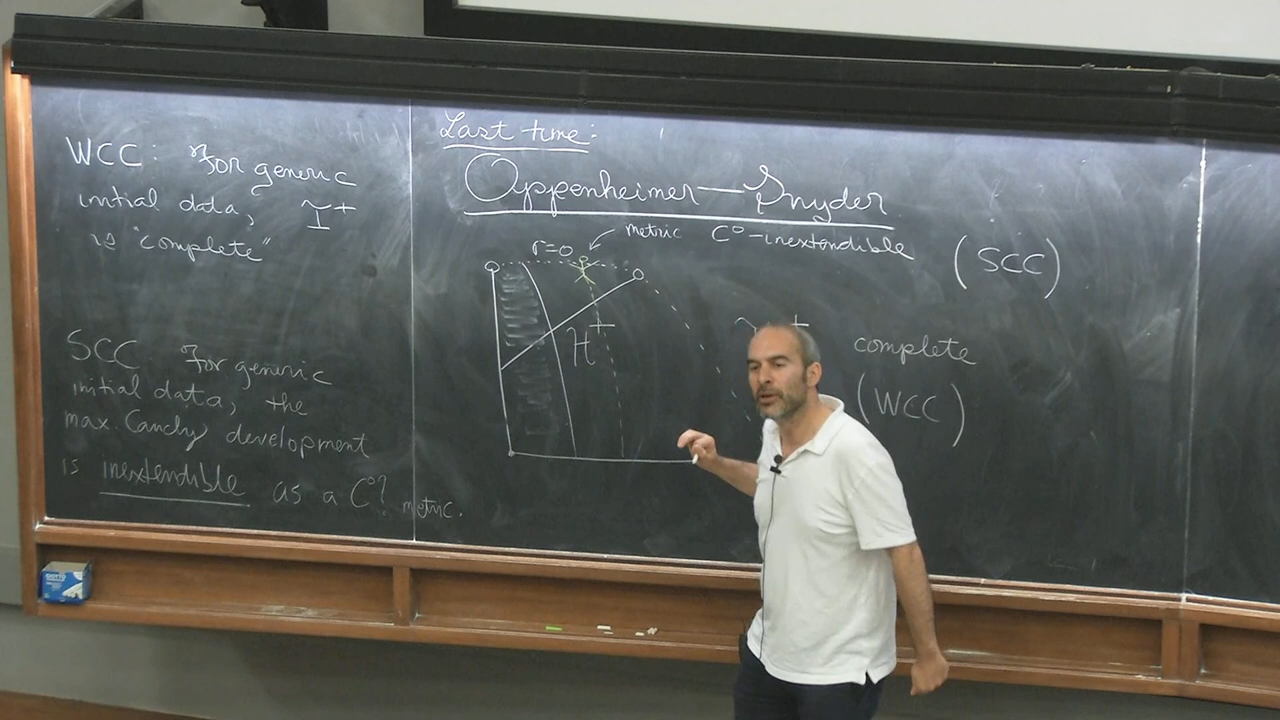 WCC: For generic
initial data, I⁺
is "complete"
SCC For generic
initial data, the
max. Cauchy development
is inextendible as a C⁰? metric.
Last time:
Oppenheimer—Snyder
metric C⁰-inextendible
r=0
(SCC)
H⁺
complete
(WCC)